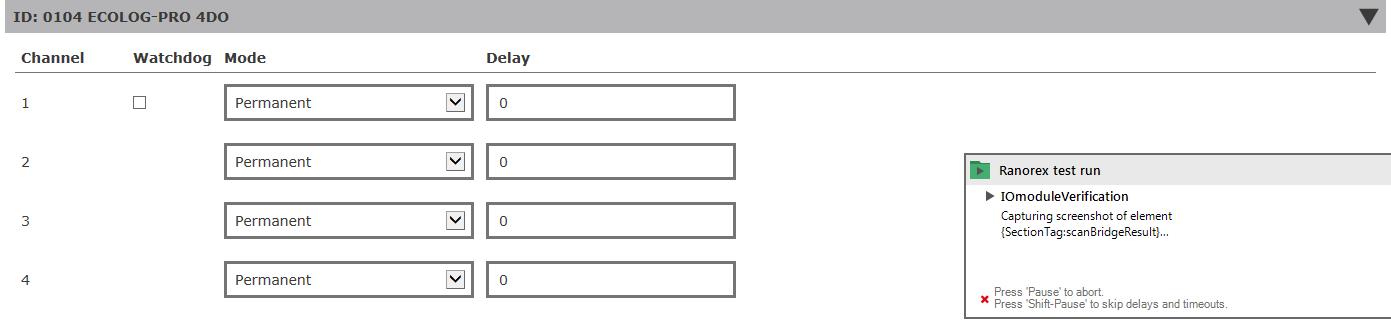 ID: 0104 ECOLOG-PRO 4DO
Channel Watchdog Mode Delay
1 Permanent 0
2 Permanent 0
3 Permanent 0
4 Permanent 0
Ranorex test run
IOmoduleVerification
Capturing screenshot of element
{SectionTag:scanBridgeResult}...
Press 'Pause' to abort.
Press 'Shift-Pause' to skip delays and timeouts.